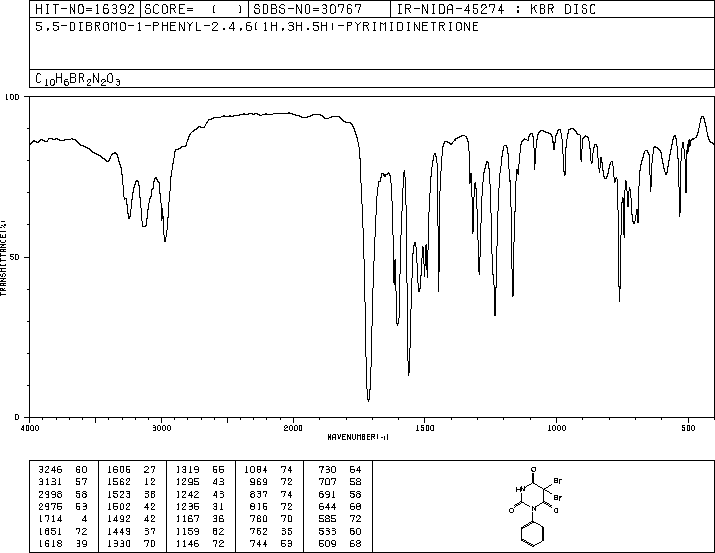 HIT-NO=16392 SCORE= ( ) SDBS-NO=30767 IR-NIDA-45274 : KBR DISC
5,5-DIBROMO-1-PHENYL-2,4,6(1H,3H,5H)-PYRIMIDINETRIONE
C10H6BR2N2O3
100
50
0
TRANSMITTANCE(%)
4000 3000 2000 1500 1000 500
WAVENUMBER(-1)
3246 60 1606 27 1319 66 1084 74 730 64
3131 57 1562 12 1295 43 969 72 707 58
2998 58 1523 38 1242 43 837 74 691 58
2976 53 1502 42 1236 31 816 72 644 68
1714 4 1492 42 1167 36 780 70 585 72
1651 72 1449 37 1159 82 762 35 533 60
1618 39 1330 70 1146 72 744 53 509 68
O
Br
HN
Br
O
N
O